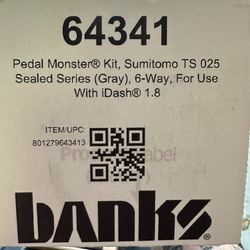 64341
Pedal Monster® Kit, Sumitomo TS 025
Sealed Series (Gray), 6-Way, For Use
With iDash® 1.8
ITEM/UPC
801279643413
banks®